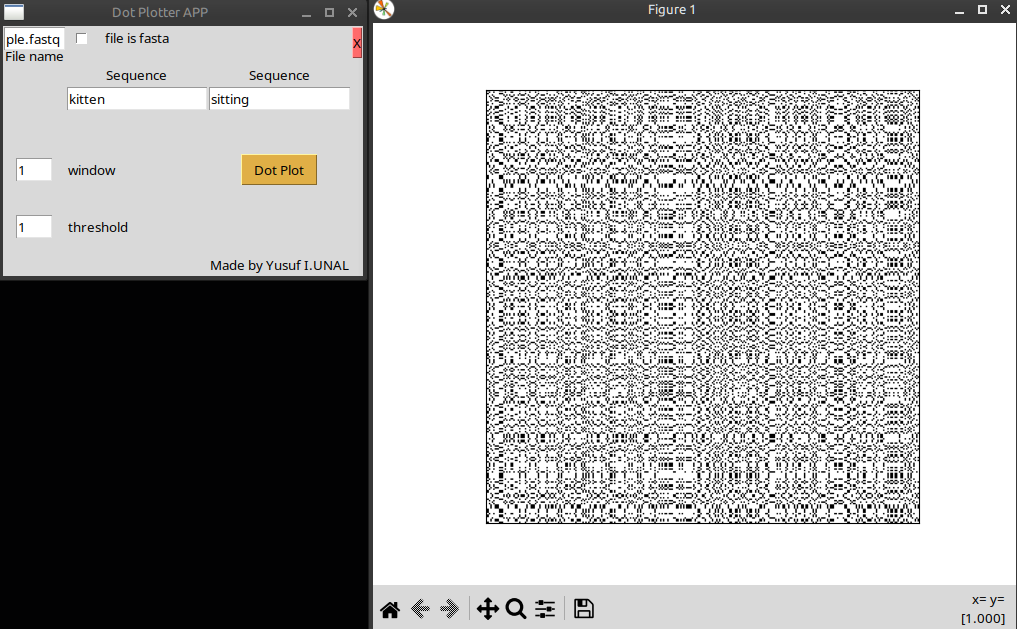 Dot Plotter APP
ple.fastq
file is fasta
X
File name
Sequence
Sequence
kitten
sitting
1
window
Dot Plot
1
threshold
Made by Yusuf I.UNAL
Figure 1
x= y=
[1.000]